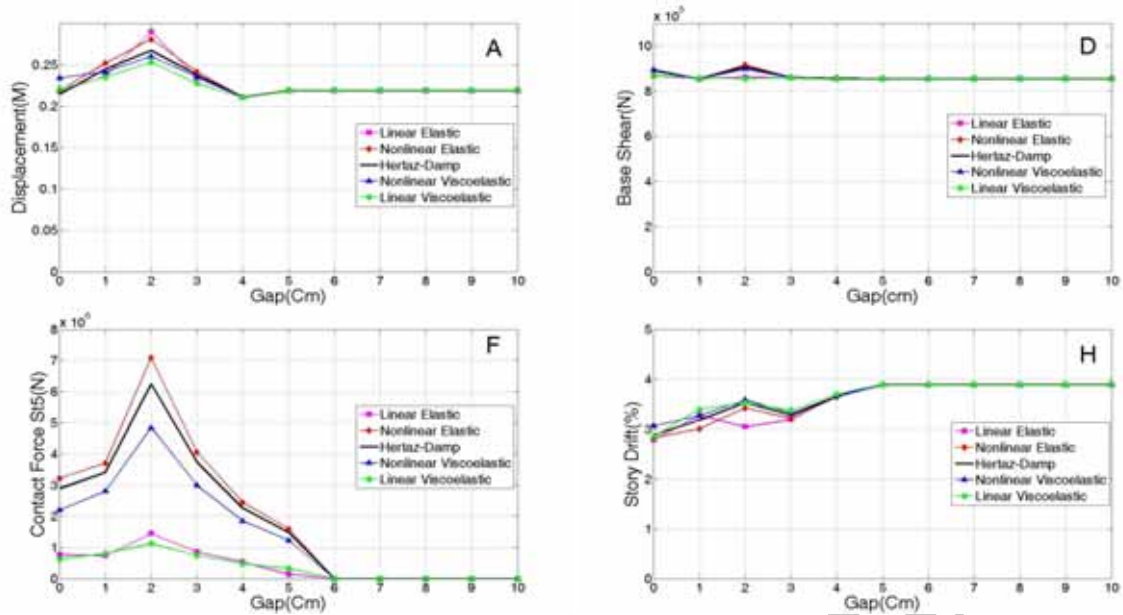 A
Displacement(M)
0.25
0.2
0.15
0.1
0.05
0
Linear Elastic
Nonlinear Elastic
Hertaz-Damp
Nonlinear Viscoelastic
Linear Viscoelastic
0 1 2 3 4 5 6 7 8 9 10
Gap(Cm)
D
Base Shear(N)
10
8
6
4
2
0
Linear Elastic
Nonlinear Elastic
Hertaz-Damp
Nonlinear Viscoelastic
Linear Viscoelastic
0 1 2 3 4 5 6 7 8 9 10
Gap(cm)
F
Contact Force St5(N)
8
7
6
5
4
3
2
1
0
Linear Elastic
Nonlinear Elastic
Hertaz-Damp
Nonlinear Viscoelastic
Linear Viscoelastic
0 1 2 3 4 5 6 7 8 9 10
Gap(Cm)
H
Story Drift(%)
5
4
3
2
1
0
Linear Elastic
Nonlinear Elastic
Hertaz-Damp
Nonlinear Viscoelastic
Linear Viscoelastic
0 1 2 3 4 5 6 7 8 9 10
Gap(Cm)